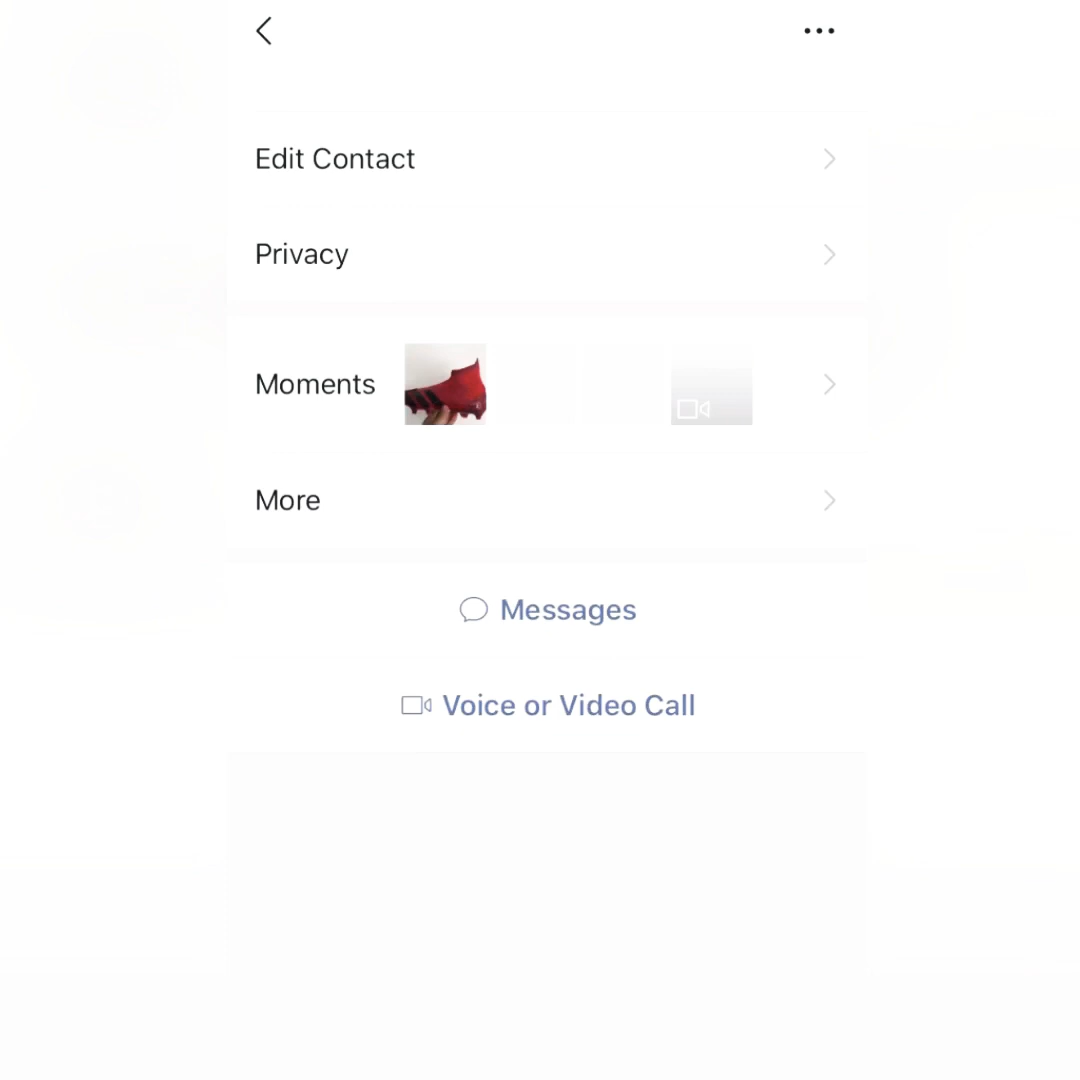 Edit Contact
Privacy
Moments
More
Messages
Voice or Video Call